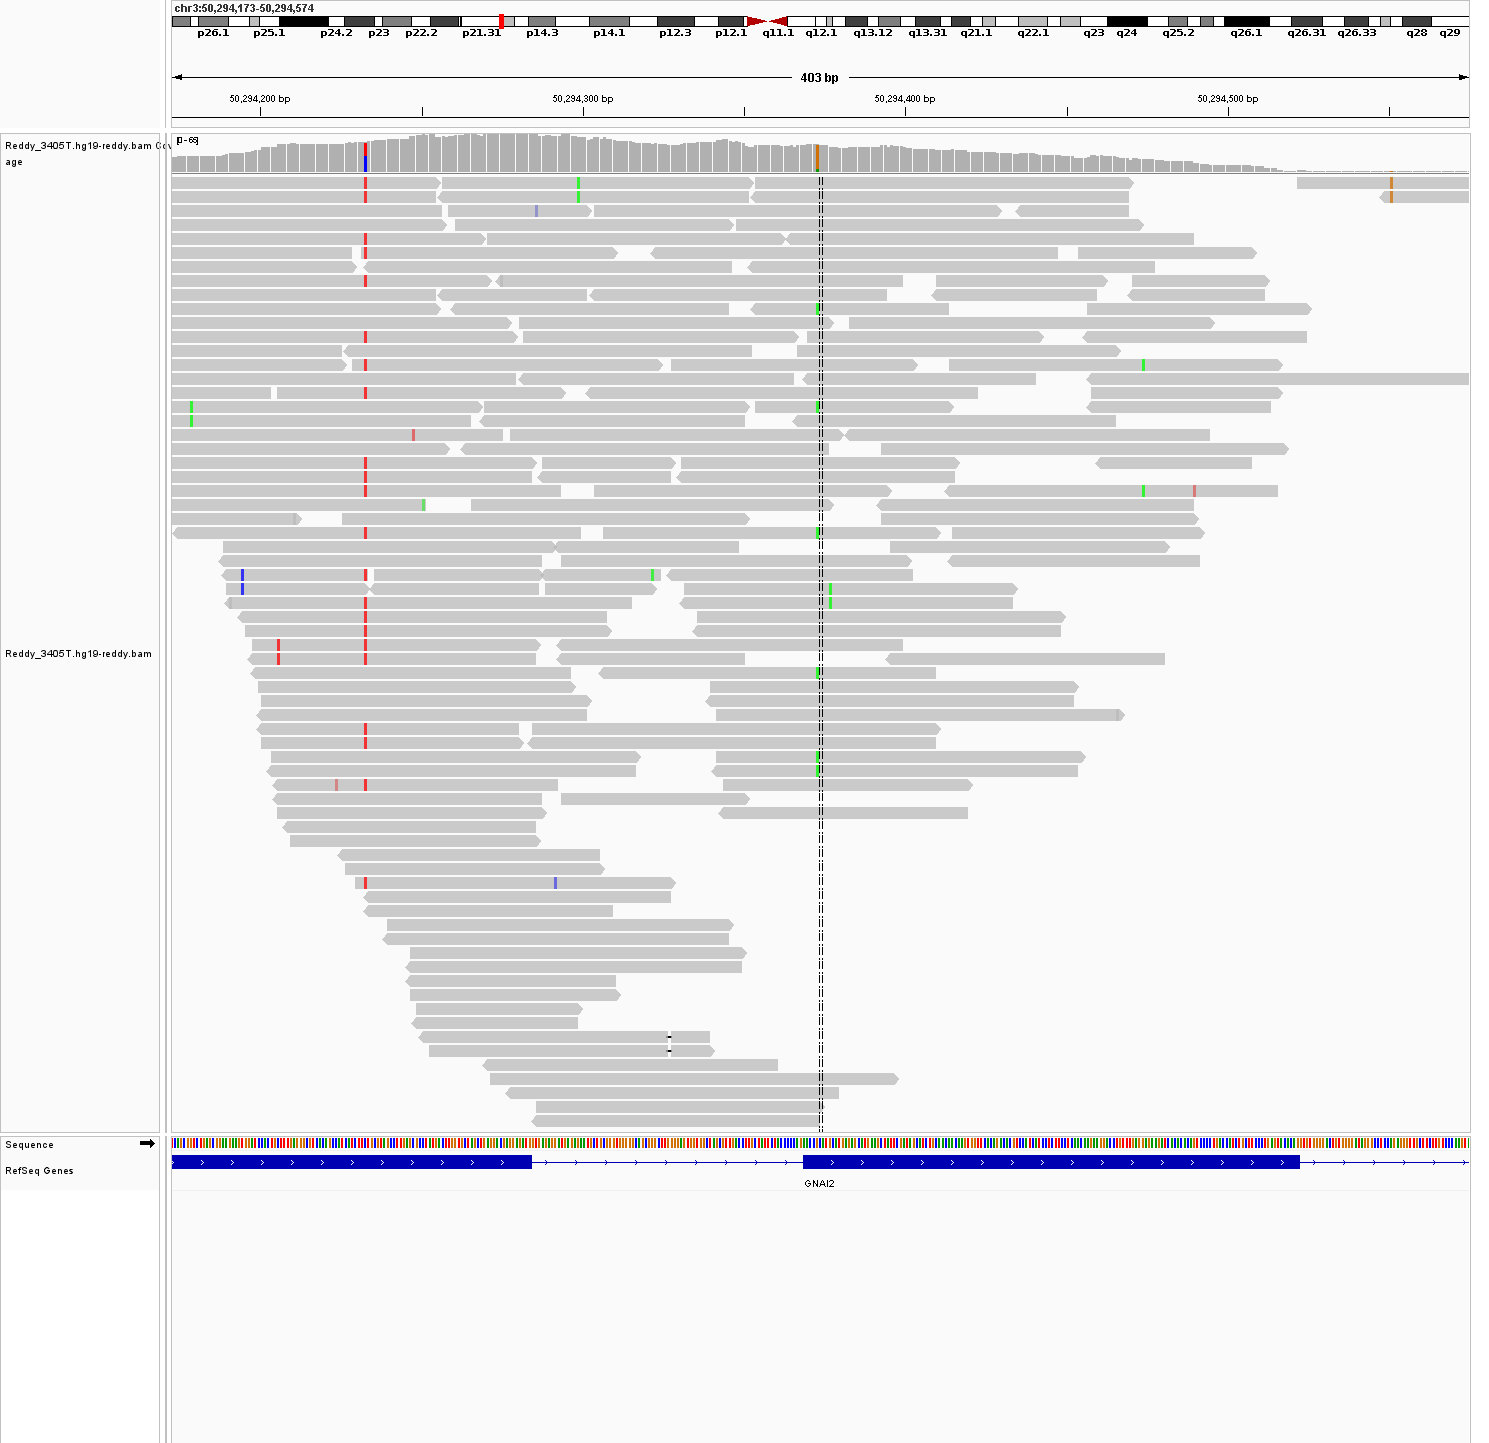 chr3:50,294,173-50,294,574
p26.1 p25.1 p24.2 p23 p22.2 p21.31 p14.3 p14.1 p12.3 p12.1 q11.1 q12.1 q13.12 q13.31 q21.1 q22.1 q23 q24 q25.2 q26.1 q26.31 q26.33 q28 q29
403 bp
50,294,200 bp 50,294,300 bp 50,294,400 bp 50,294,500 bp
[0 - 69]
Reddy_3405T.hg19-reddy.bam Cov
age
Reddy_3405T.hg19-reddy.bam
Sequence
RefSeq Genes
GNAI2